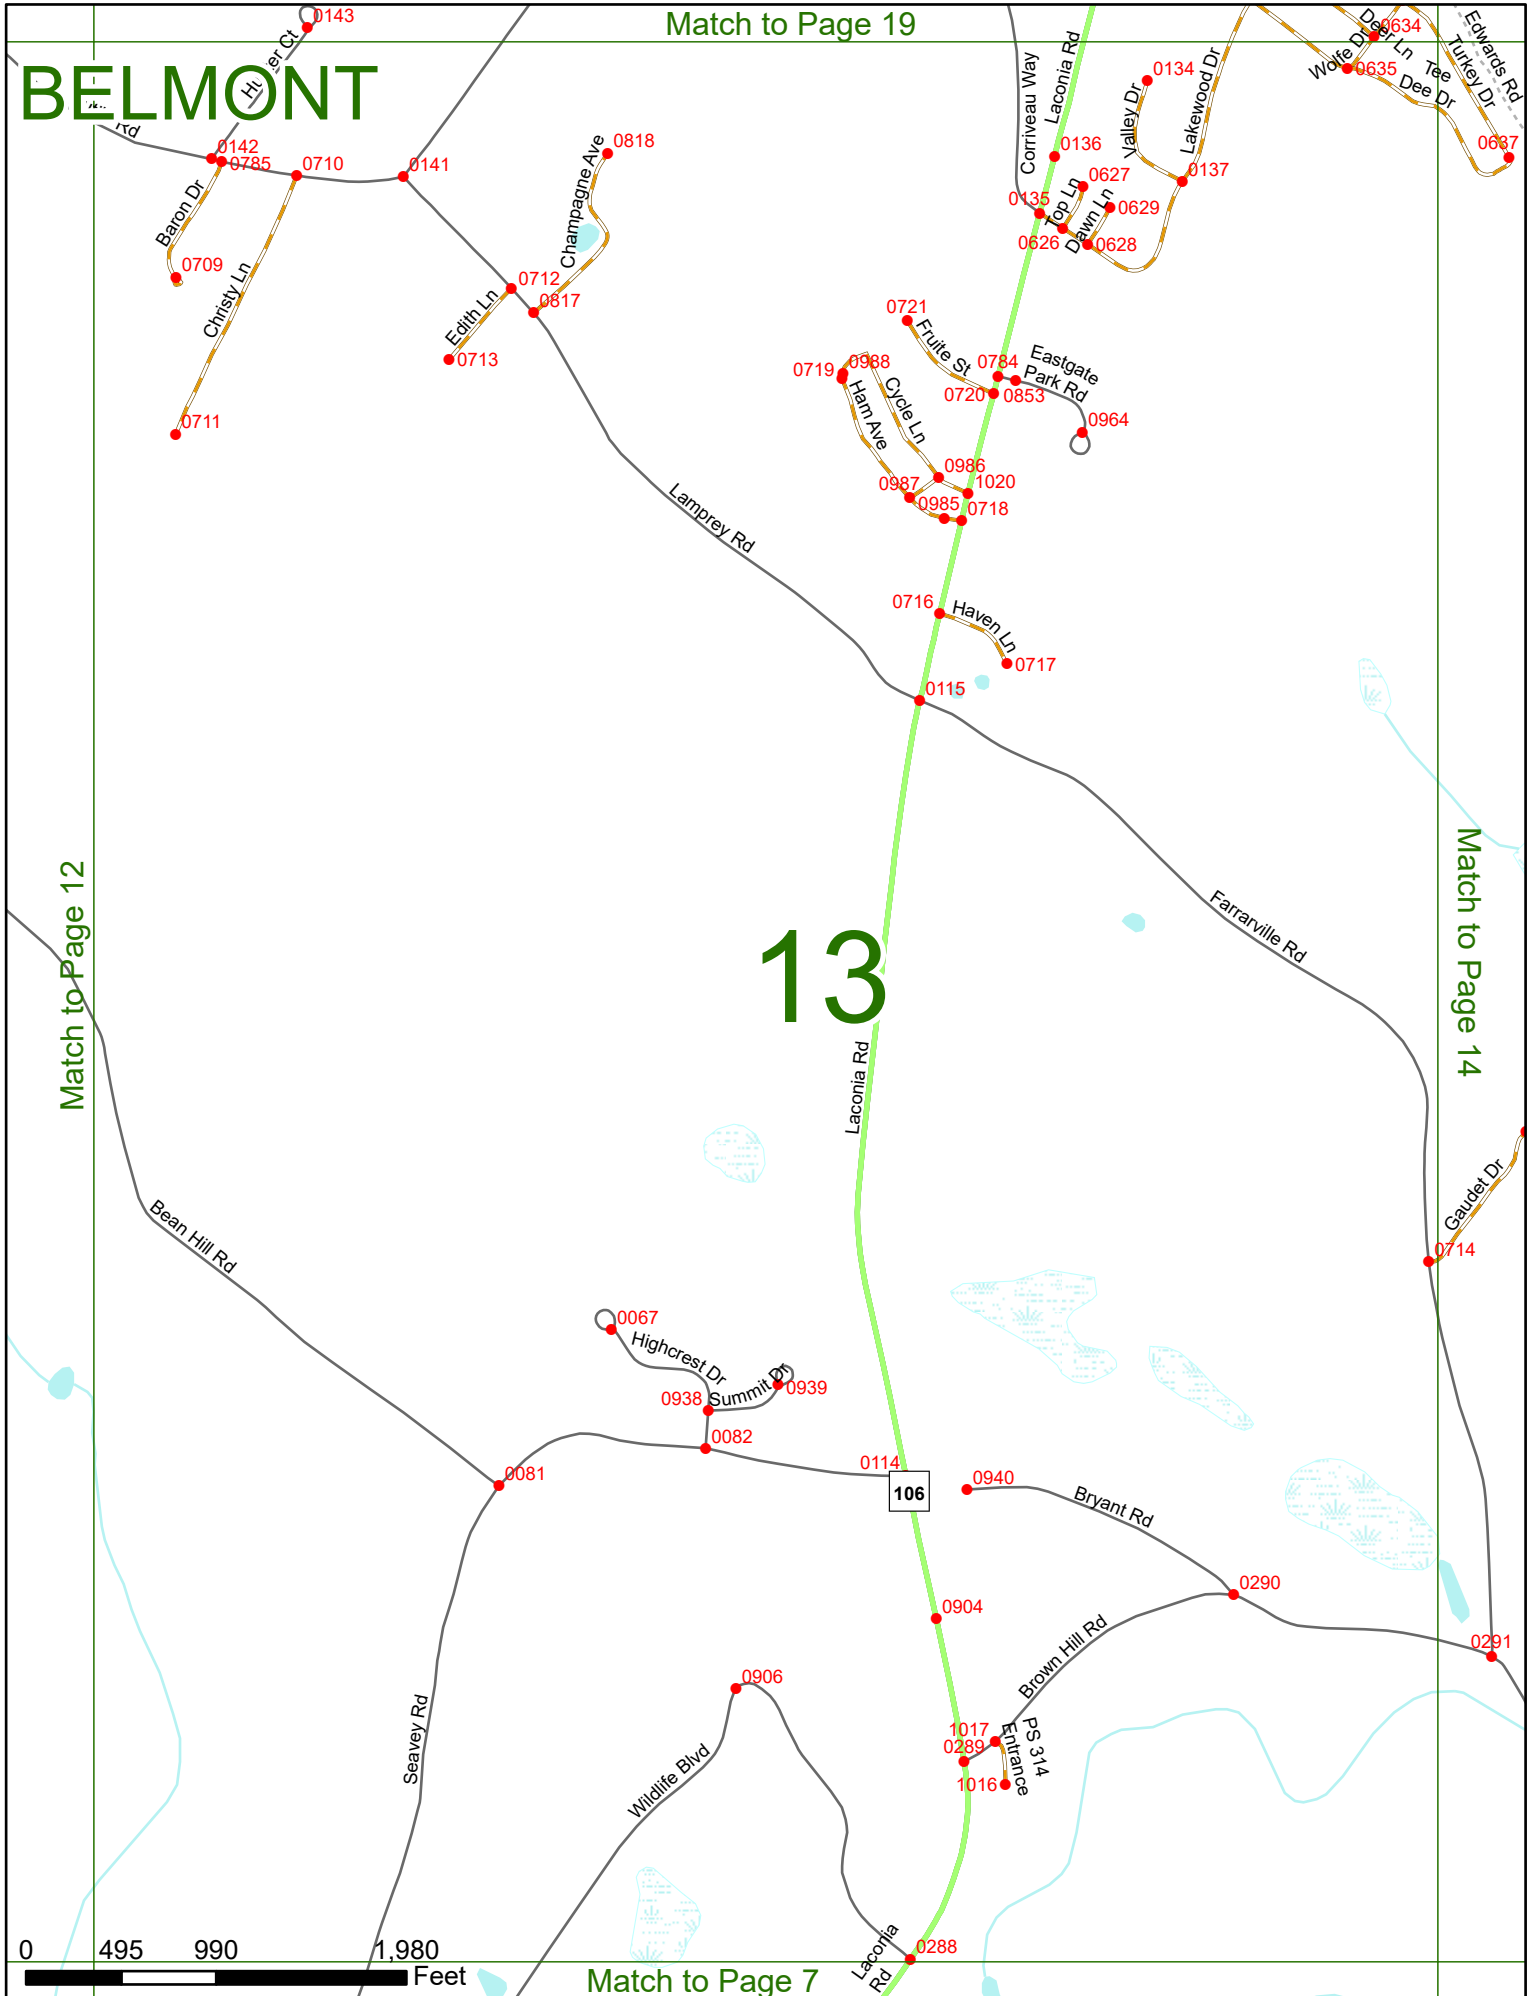 Match to Page 19
BELMONT
0143
Rd
0142
0785
0710
0141
Baron Dr
0709
Christy Ln
0711
0818
Champagne Ave
0712
0817
Edith Ln
0713
Lamprey Rd
Corriveau Way
Laconia Rd
0136
0134
Valley Dr
Lakewood Dr
0137
0135
Top Ln
0627
Dawn Ln
0629
0626
0628
Deer Ln
0634
Wolfe Dr
0635
Tee
Dee Dr
Turkey Dr
Edwards Rd
0637
0721
Fruite St
0784
Eastgate
Park Rd
0720
0853
0964
0719
0988
Ham Ave
Cycle Ln
0986
0987
1020
0985
0718
0716
Haven Ln
0717
0115
Farrarville Rd
Match to Page 12
13
Match to Page 14
Laconia Rd
Bean Hill Rd
Gaudet Dr
0714
0067
Highcrest Dr
Summit Dr
0939
0938
0082
0081
0114
106
0940
Bryant Rd
0290
0904
0291
Brown Hill Rd
0906
1017
0289
PS 314
Entrance
1016
Seavey Rd
Wildlife Blvd
Laconia
Rd
0288
0 495 990 1,980
Feet
Match to Page 7